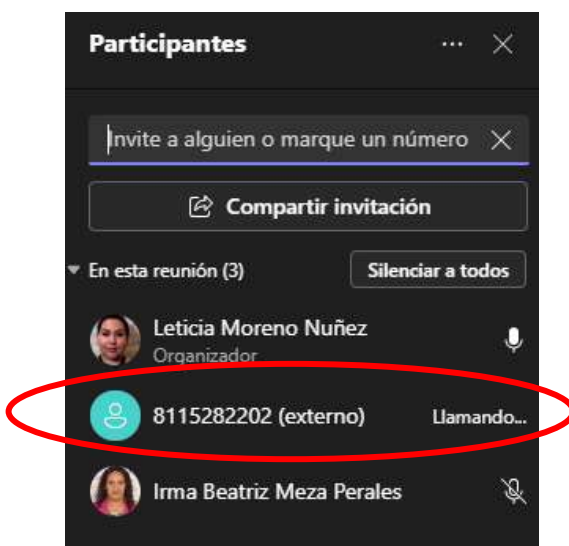 Participantes
Invite a alguien o marque un número
Compartir invitación
En esta reunión (3) Silenciar a todos
Leticia Moreno Nuñez
Organizador
8115282202 (externo) Llamando...
Irma Beatriz Meza Perales